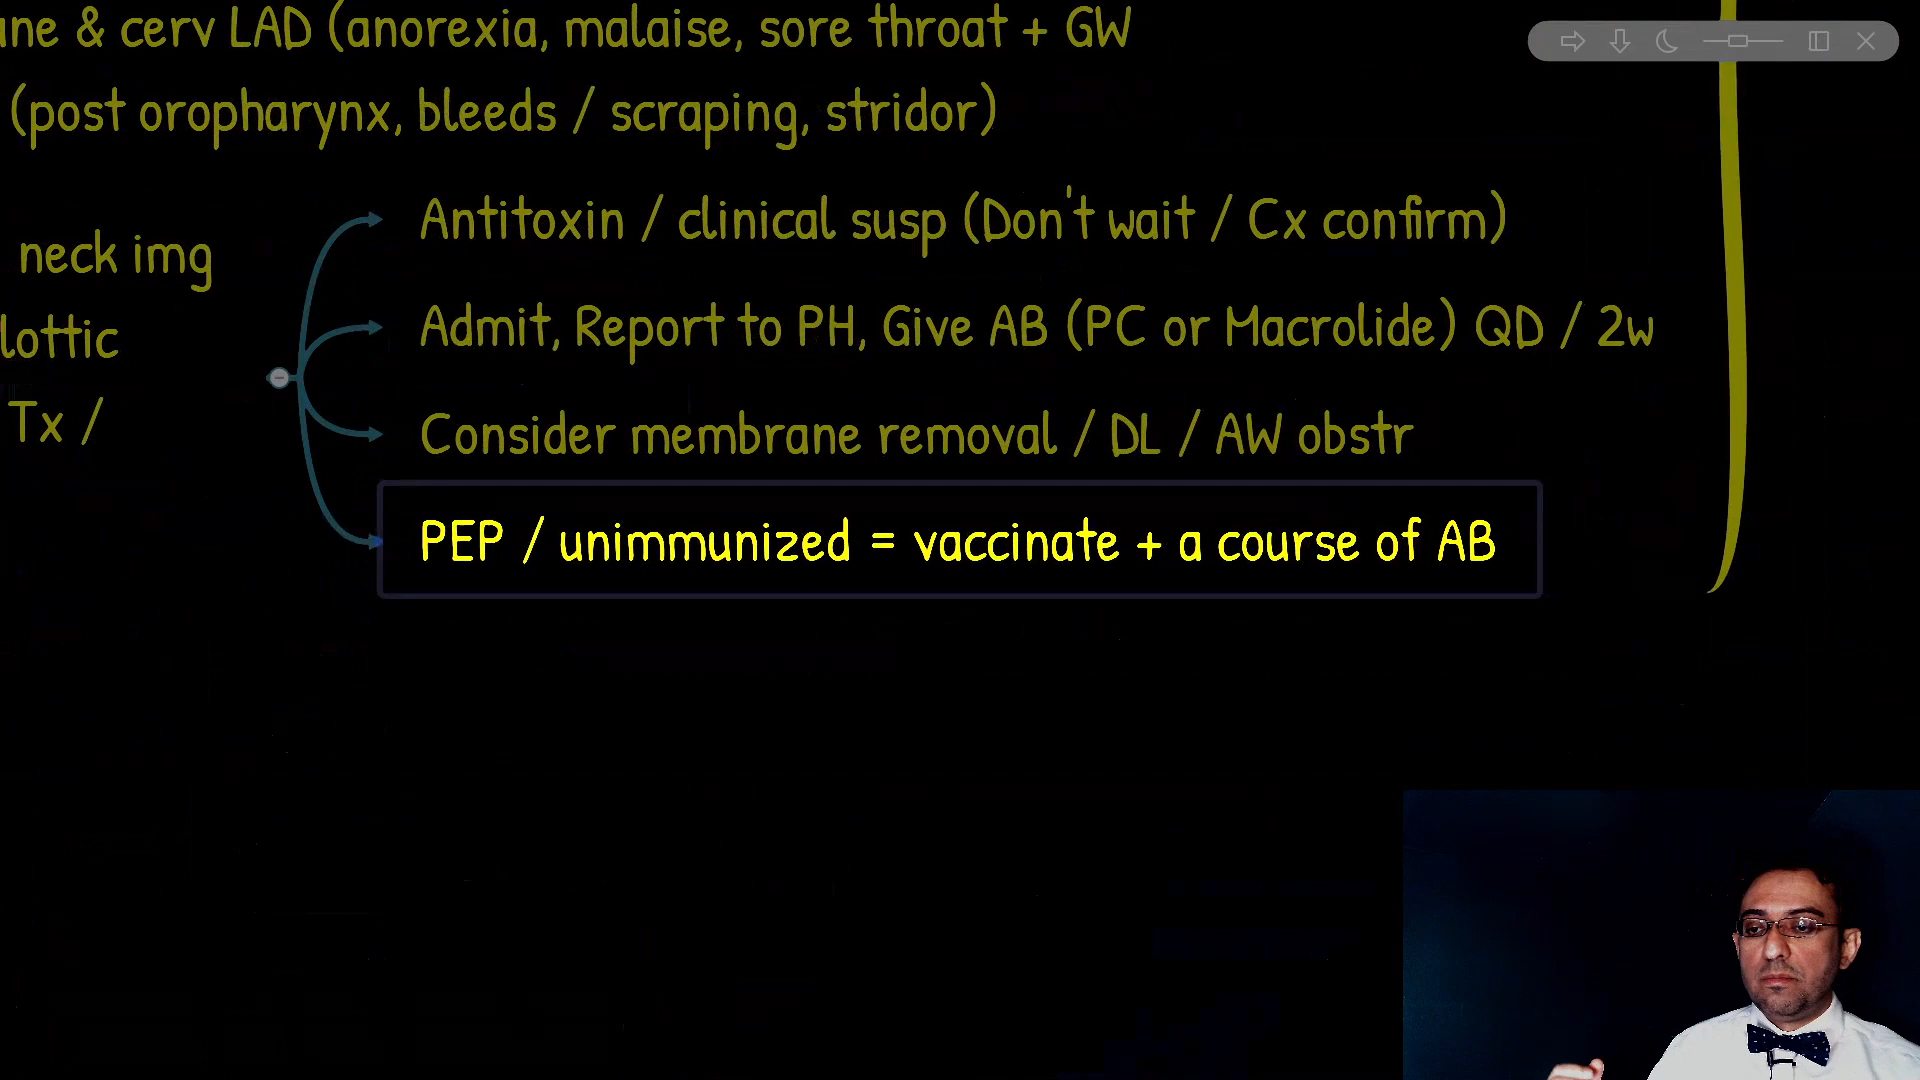 ane & cerv LAD (anorexia, malaise, sore throat + GW
(post oropharynx, bleeds / scraping, stridor)
neck img
lottic
Tx /
Antitoxin / clinical susp (Don't wait / Cx confirm)
Admit, Report to PH, Give AB (PC or Macrolide) QD / 2w
Consider membrane removal / DL / AW obstr
PEP / unimmunized = vaccinate + a course of AB